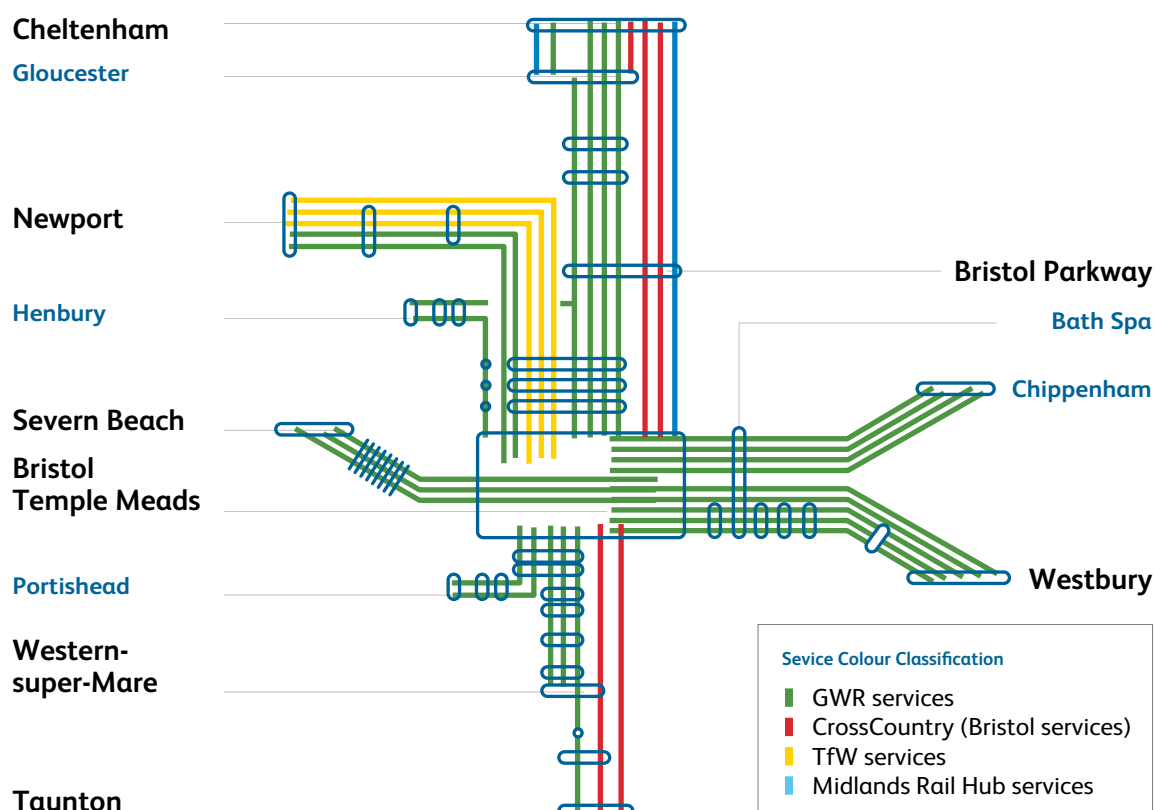 Cheltenham
Gloucester
Newport
Henbury
Severn Beach
Bristol
Temple Meads
Portishead
Western-
super-Mare
Taunton
Bristol Parkway
Bath Spa
Chippenham
Westbury
Sevice Colour Classification
GWR services
CrossCountry (Bristol services)
TfW services
Midlands Rail Hub services